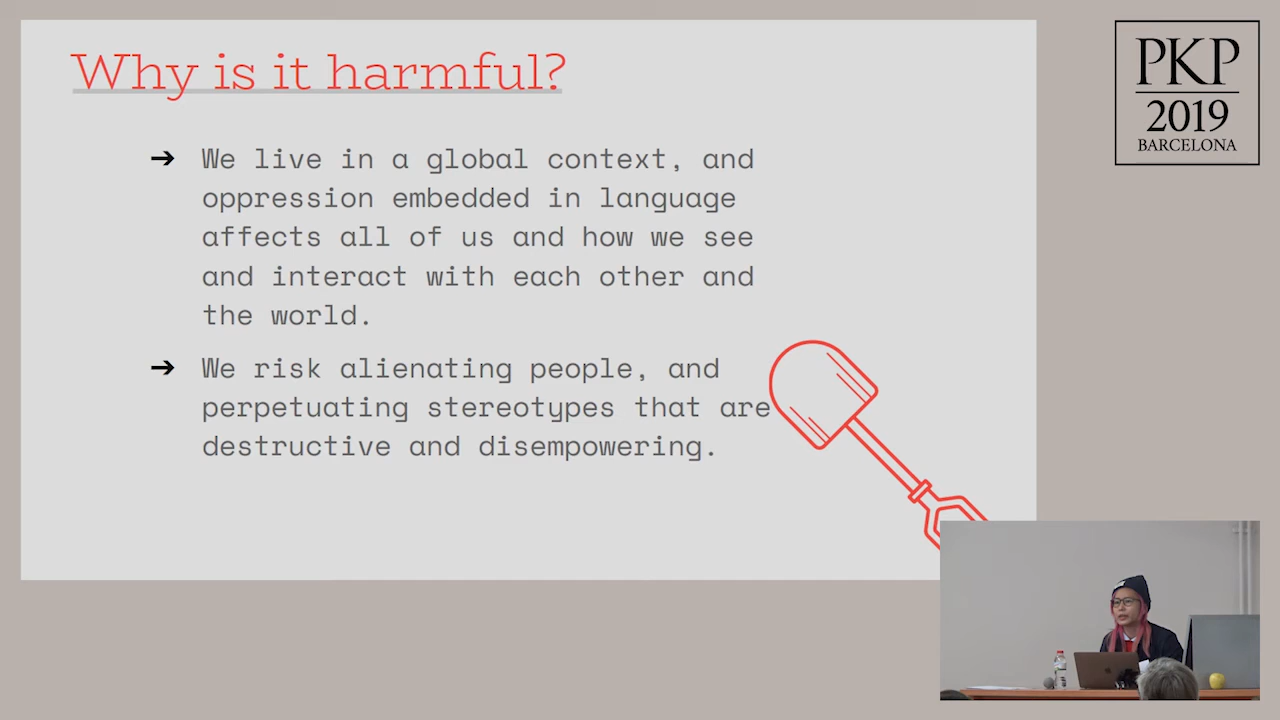 Why is it harmful?
➔ We live in a global context, and
oppression embedded in language
affects all of us and how we see
and interact with each other and
the world.
➔ We risk alienating people, and
perpetuating stereotypes that are
destructive and disempowering.
PKP
2019
BARCELONA